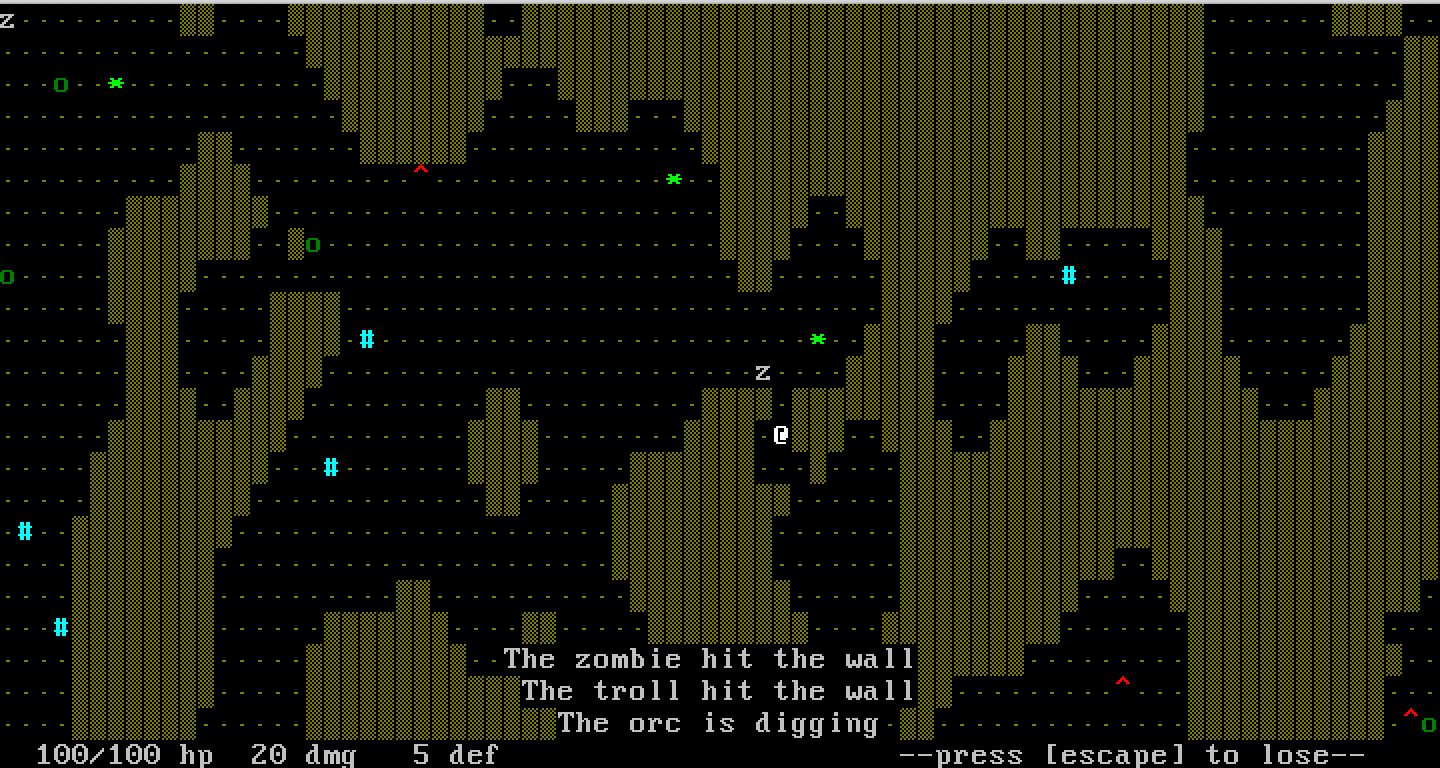 The zombie hit the wall
The troll hit the wall
The orc is digging
100/100 hp  20 dmg   5 def   --press [escape] to lose--